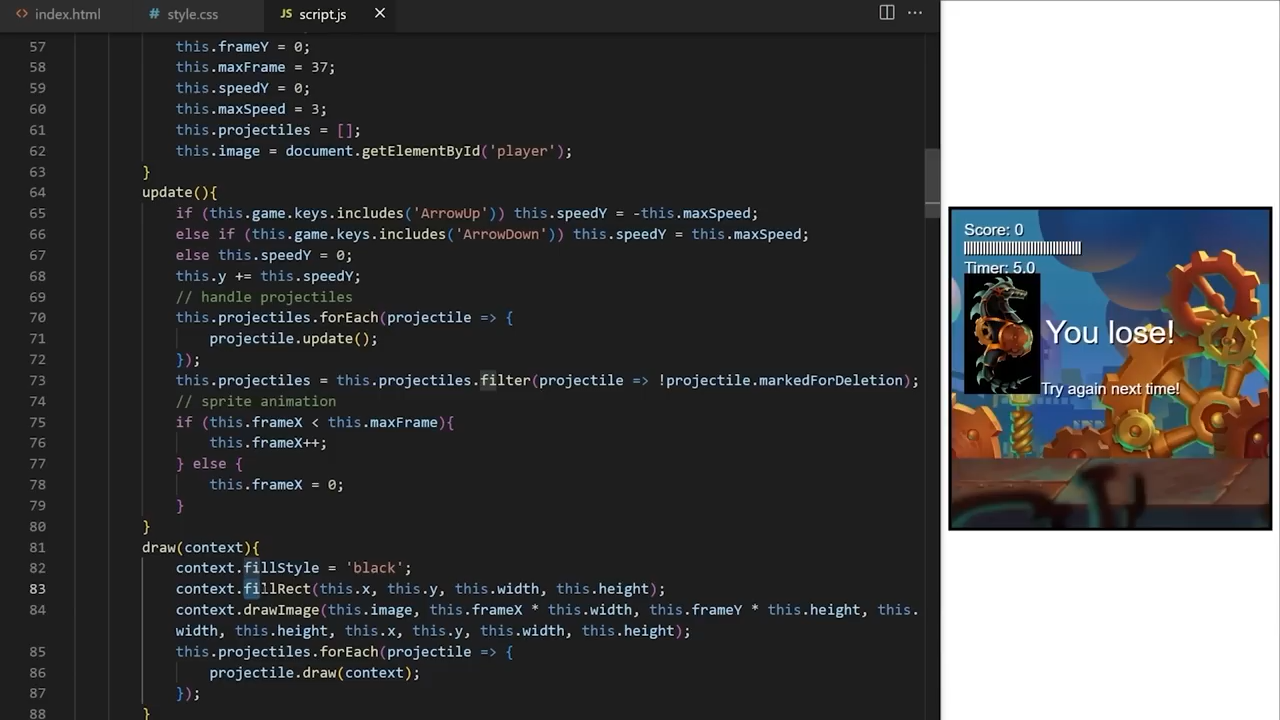 index.html
style.css
JS script.js
57 this.frameY = 0;
58 this.maxFrame = 37;
59 this.speedY = 0;
60 this.maxSpeed = 3;
61 this.projectiles = [];
62 this.image = document.getElementById('player');
63 }
64 update(){
65 if (this.game.keys.includes('ArrowUp')) this.speedY = -this.maxSpeed;
66 else if (this.game.keys.includes('ArrowDown')) this.speedY = this.maxSpeed;
67 else this.speedY = 0;
68 this.y += this.speedY;
69 // handle projectiles
70 this.projectiles.forEach(projectile => {
71 projectile.update();
72 });
73 this.projectiles = this.projectiles.filter(projectile => !projectile.markedForDeletion);
74 // sprite animation
75 if (this.frameX < this.maxFrame){
76 this.frameX++;
77 } else {
78 this.frameX = 0;
79 }
80 }
81 draw(context){
82 context.fillStyle = 'black';
83 context.fillRect(this.x, this.y, this.width, this.height);
84 context.drawImage(this.image, this.frameX * this.width, this.frameY * this.height, this.
width, this.height, this.x, this.y, this.width, this.height);
85 this.projectiles.forEach(projectile => {
86 projectile.draw(context);
87 });
88 }
Score: 0
Timer: 5.0
You lose!
Try again next time!